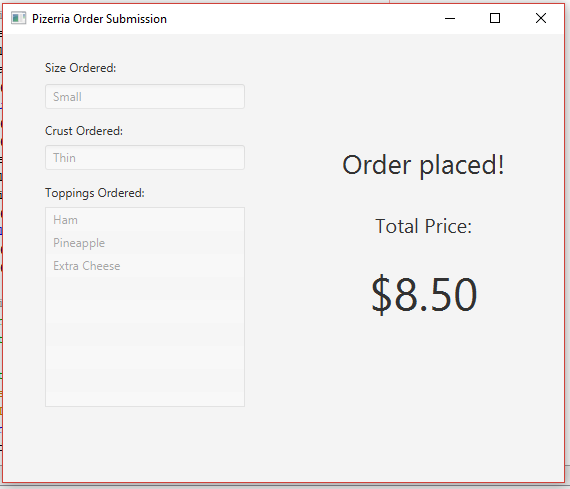 Pizerria Order Submission
Size Ordered:
Small
Crust Ordered:
Thin
Toppings Ordered:
Ham
Pineapple
Extra Cheese
Order placed!
Total Price:
$8.50